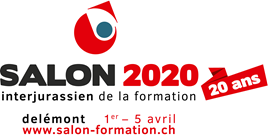 SALON 2020
20 ans
interjurassien de la formation
delémont 1er – 5 avril
www.salon-formation.ch